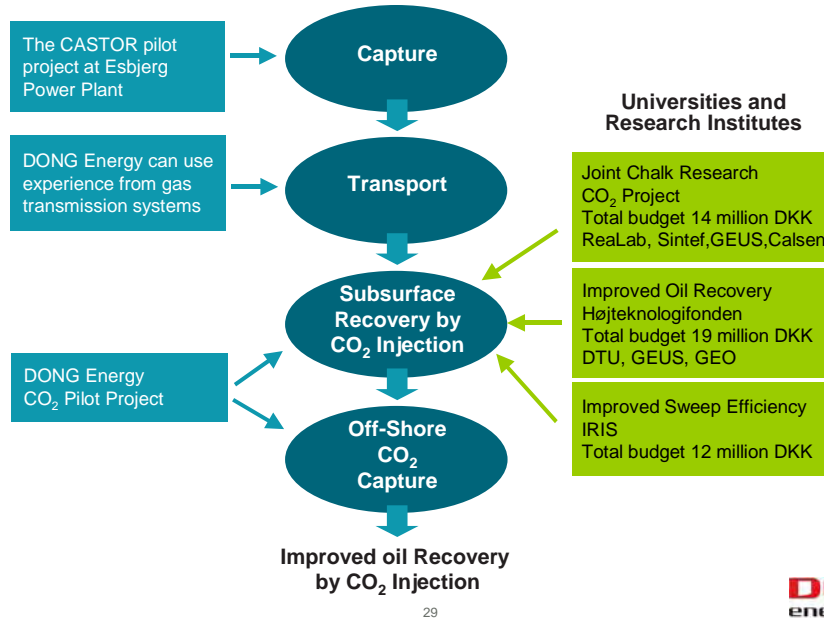 The CASTOR pilot
project at Esbjerg
Power Plant
Capture
Universities and
Research Institutes
DONG Energy can use
experience from gas
transmission systems
Transport
Joint Chalk Research
CO₂ Project
Total budget 14 million DKK
ReaLab, Sintef,GEUS,Calsen
Subsurface
Recovery by
CO₂ Injection
Improved Oil Recovery
Højteknologifonden
Total budget 19 million DKK
DTU, GEUS, GEO
DONG Energy
CO₂ Pilot Project
Improved Sweep Efficiency
IRIS
Total budget 12 million DKK
Off-Shore
CO₂
Capture
Improved oil Recovery
by CO₂ Injection
29